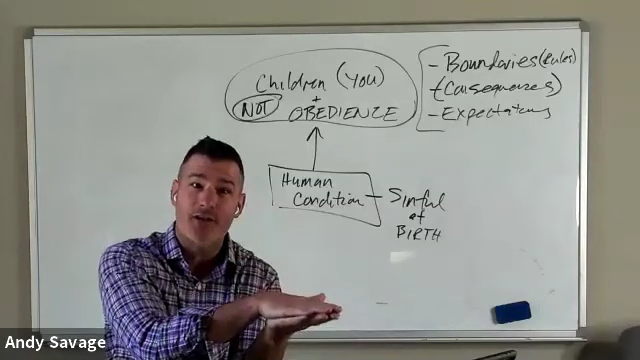 Children (YOU)
+
NOT OBEDIENCE
- Boundaries (Rules)
+ (Consequences)
- Expectations
Human
Condition - Sinful
at
BIRTH
Andy Savage